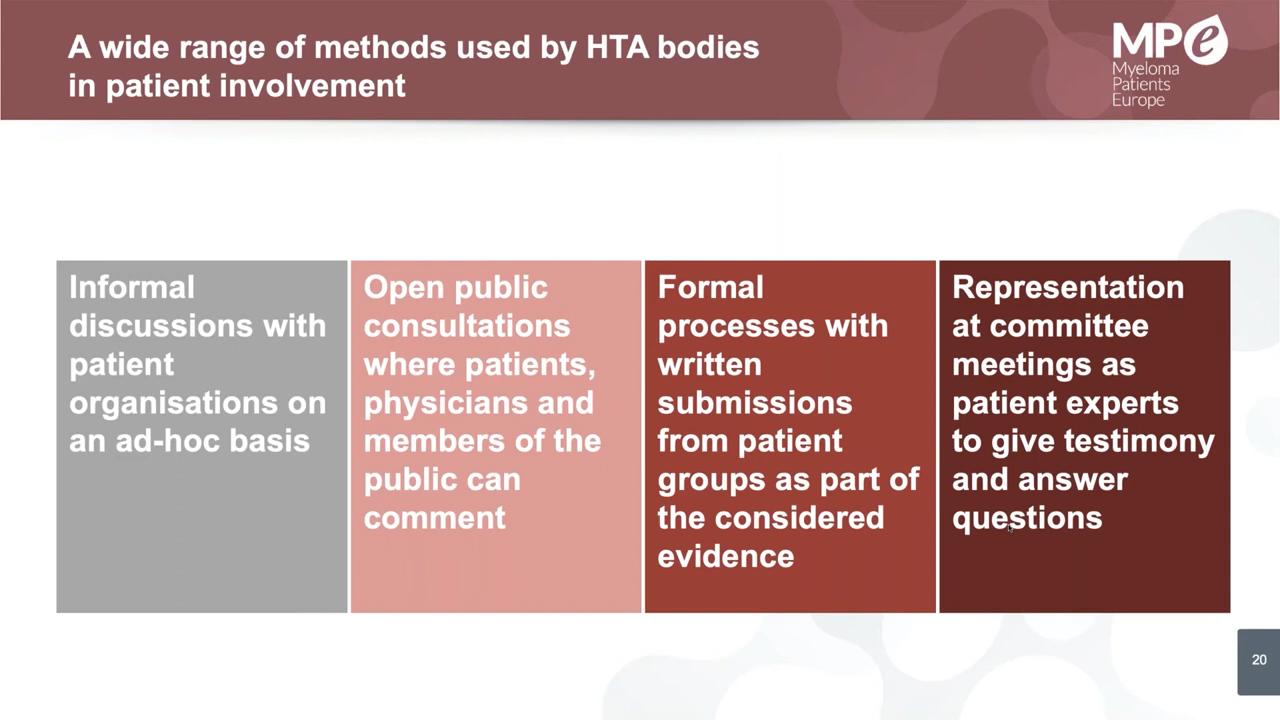 A wide range of methods used by HTA bodies
in patient involvement
MPe
Myeloma
Patients
Europe
Informal
discussions with
patient
organisations on
an ad-hoc basis
Open public
consultations
where patients,
physicians and
members of the
public can
comment
Formal
processes with
written
submissions
from patient
groups as part of
the considered
evidence
Representation
at committee
meetings as
patient experts
to give testimony
and answer
questions
20